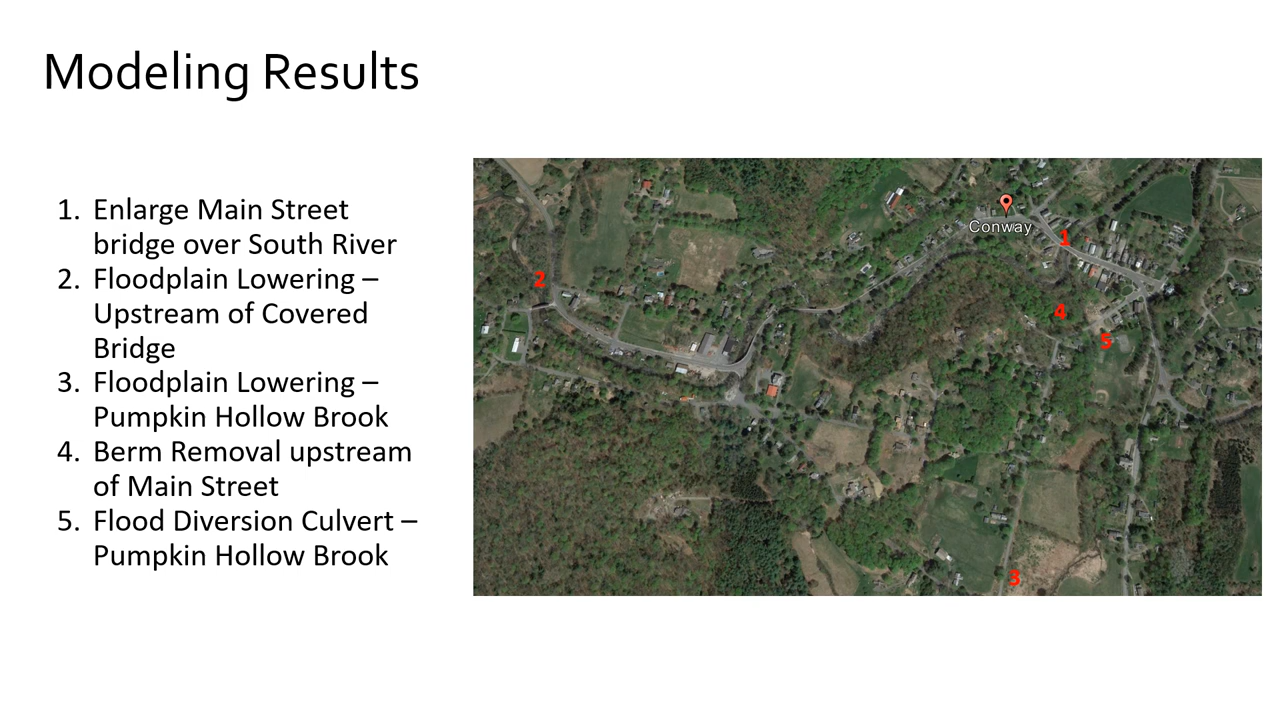 Modeling Results
1. Enlarge Main Street
bridge over South River
2. Floodplain Lowering –
Upstream of Covered
Bridge
3. Floodplain Lowering –
Pumpkin Hollow Brook
4. Berm Removal upstream
of Main Street
5. Flood Diversion Culvert –
Pumpkin Hollow Brook
Conway
1
2
4
5
3